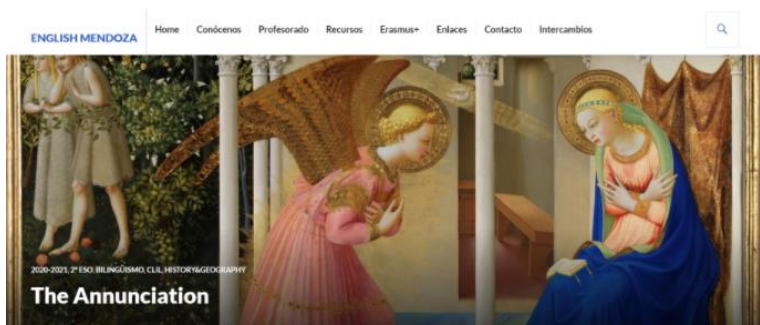 ENGLISH MENDOZA
Home Conócenos Profesorado Recursos Erasmus+ Enlaces Contacto Intercambios
2020-2021, 2º ESO, BILINGÜISMO, CLIL, HISTORY&GEOGRAPHY
The Annunciation